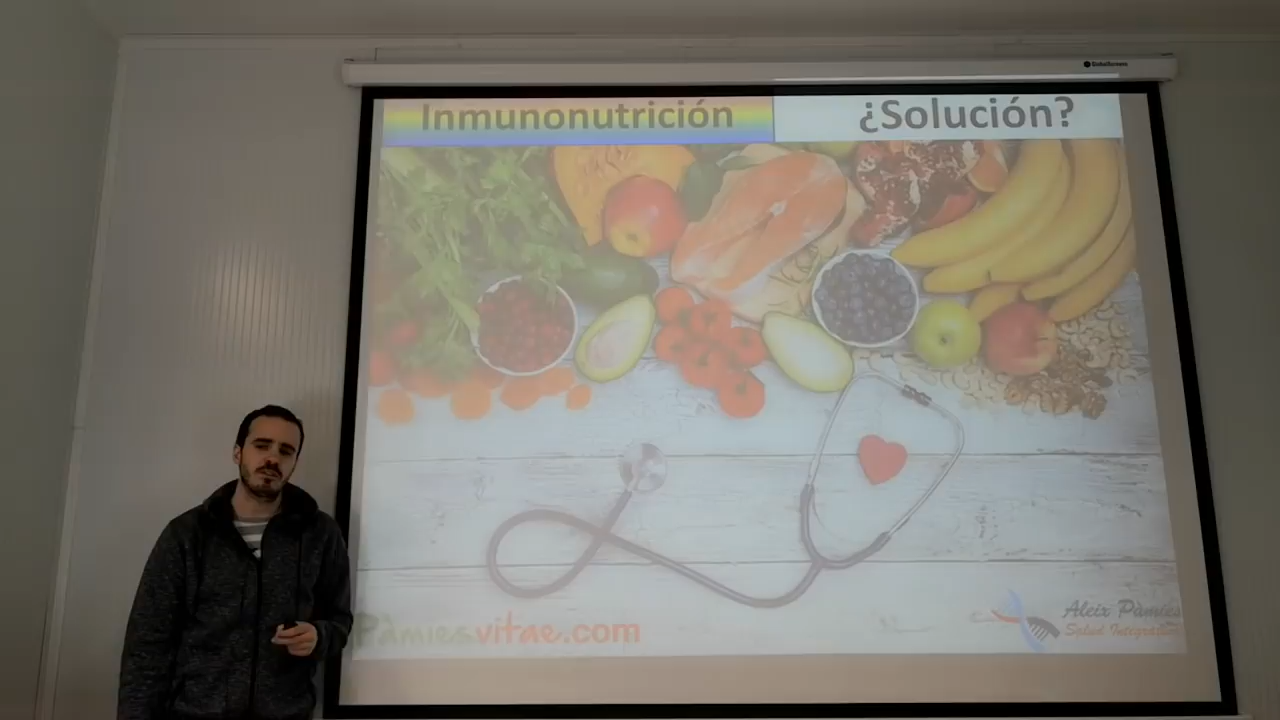 Inmunonutrición
¿Solución?
Pàmiesvitae.com
Aleix Pàmies
Salud Integrativa